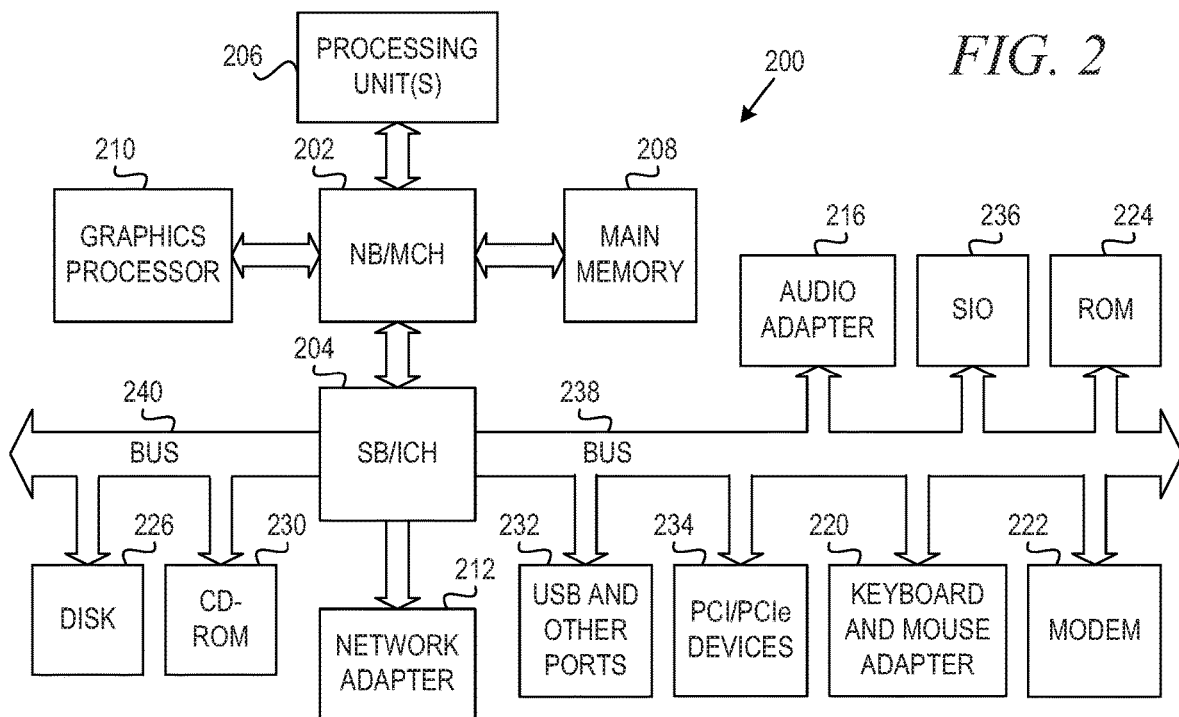 FIG. 2
200
206
PROCESSING
UNIT(S)
210
202
208
GRAPHICS
PROCESSOR
NB/MCH
MAIN
MEMORY
216
236
224
AUDIO
ADAPTER
SIO
ROM
204
240
238
BUS
SB/ICH
BUS
226
230
212
232
234
220
222
DISK
CD-
ROM
NETWORK
ADAPTER
USB AND
OTHER
PORTS
PCI/PCIe
DEVICES
KEYBOARD
AND MOUSE
ADAPTER
MODEM